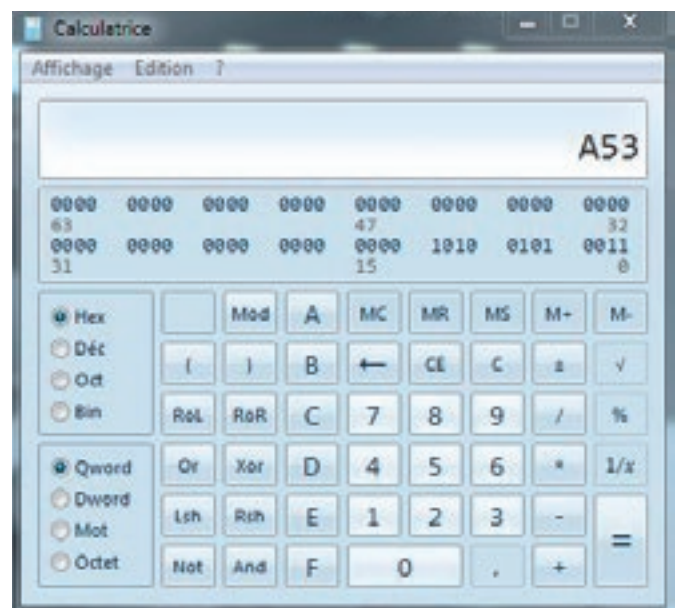 Calculatrice
Affichage Edition ?
A53
0000 0000 0000 0000 0000 0000 0000 0000
63 47 32
0000 0000 0000 0000 0000 1010 0101 0011
31 15 0
Hex Mod A MC MR MS M+ M-
Déc
( ) B ← CE C ± √
Oct
Bin RoL RoR C 7 8 9 / %
Qword Or Xor D 4 5 6 * 1/x
Dword
Lsh Rsh E 1 2 3 - =
Mot
Octet Not And F 0 , +